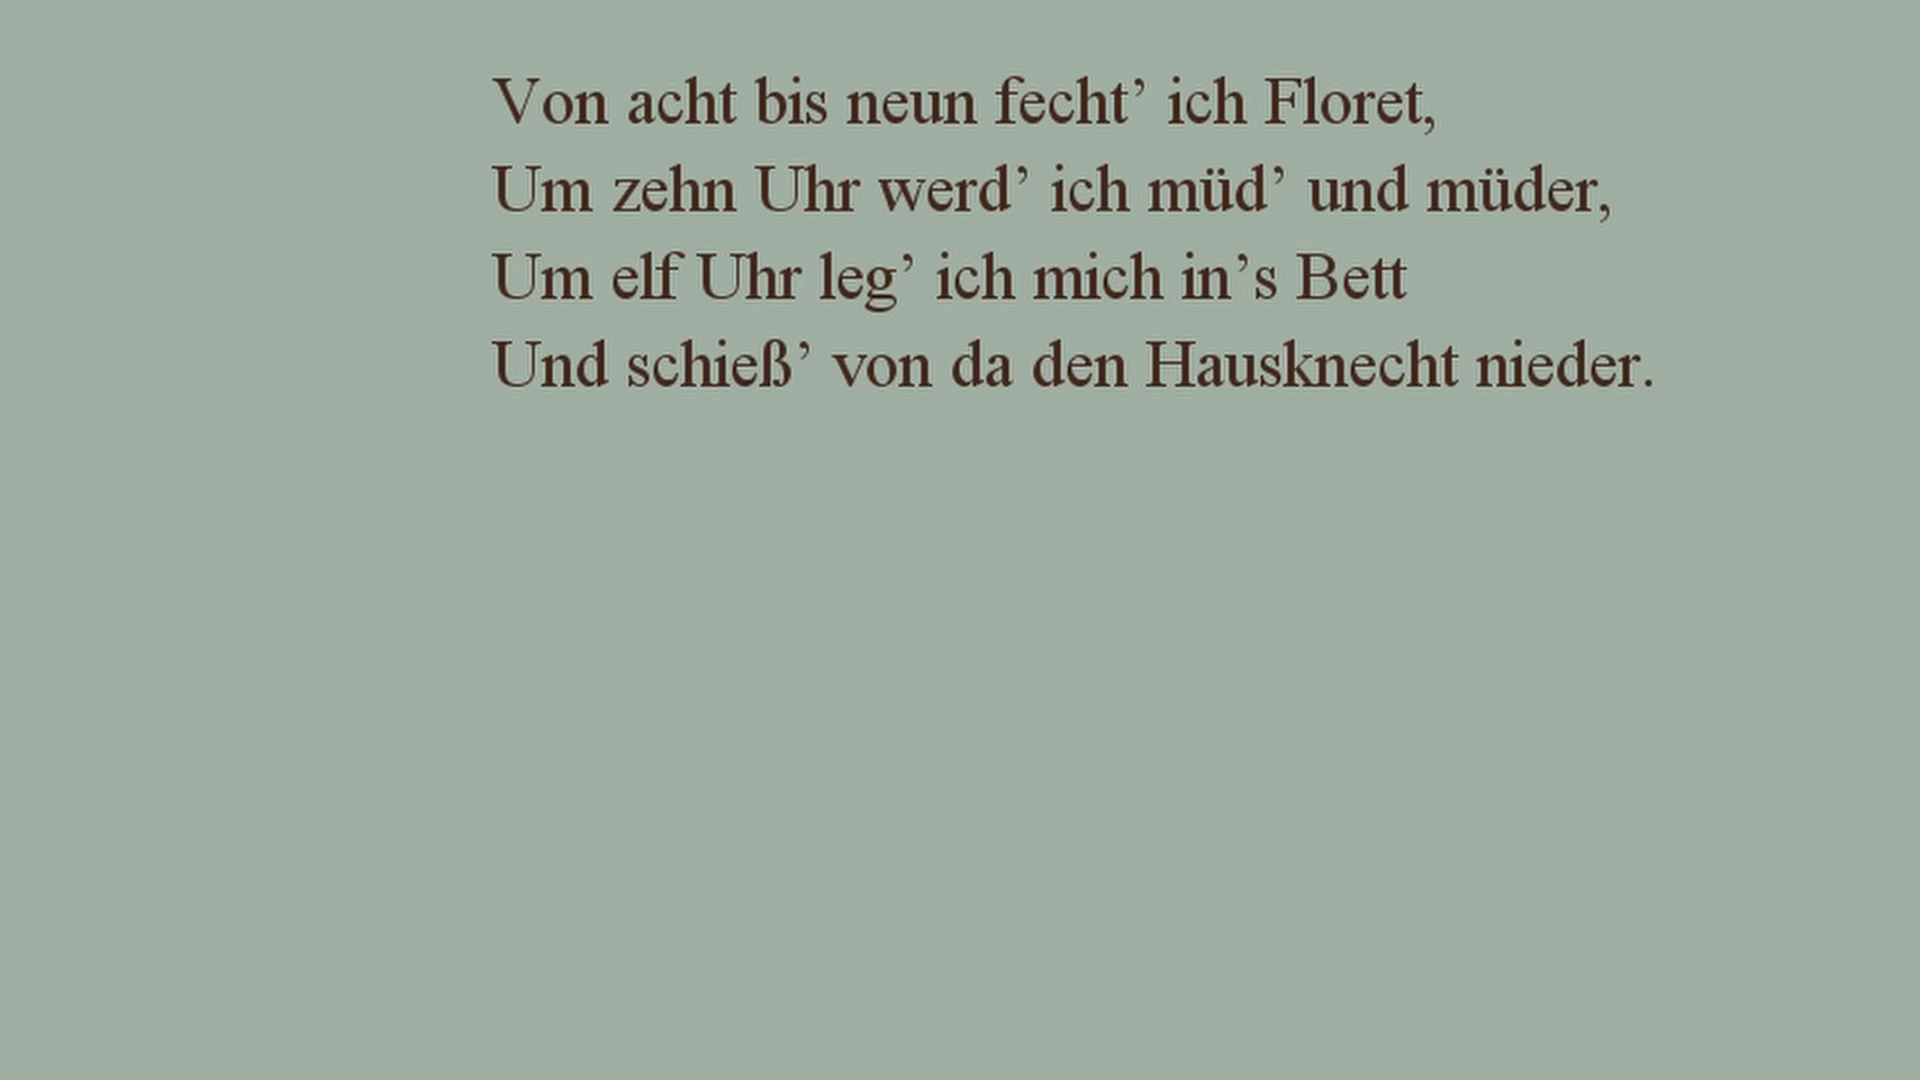 Von acht bis neun fecht’ ich Floret,
Um zehn Uhr werd’ ich müd’ und müder,
Um elf Uhr leg’ ich mich in’s Bett
Und schieß’ von da den Hausknecht nieder.